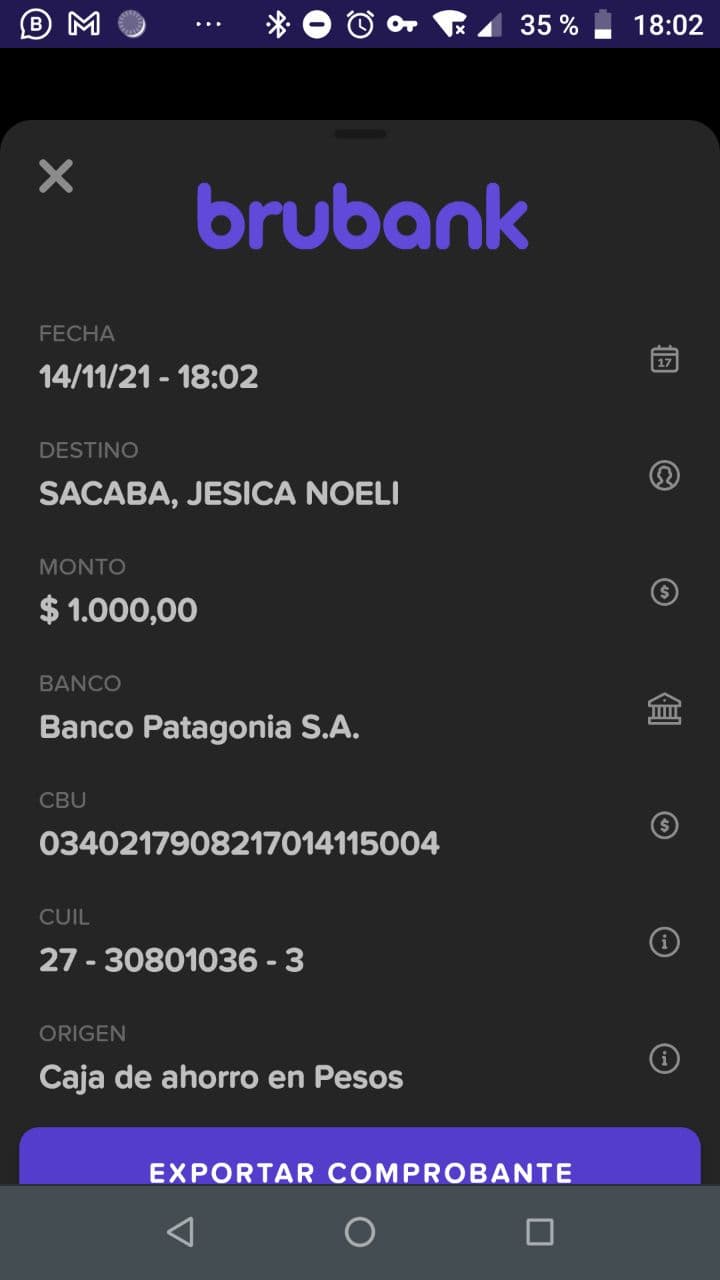 35 % 18:02
brubank
FECHA
14/11/21 - 18:02
17
DESTINO
SACABA, JESICA NOELI
MONTO
$ 1.000,00
BANCO
Banco Patagonia S.A.
CBU
0340217908217014115004
CUIL
27 - 30801036 - 3
ORIGEN
Caja de ahorro en Pesos
EXPORTAR COMPROBANTE